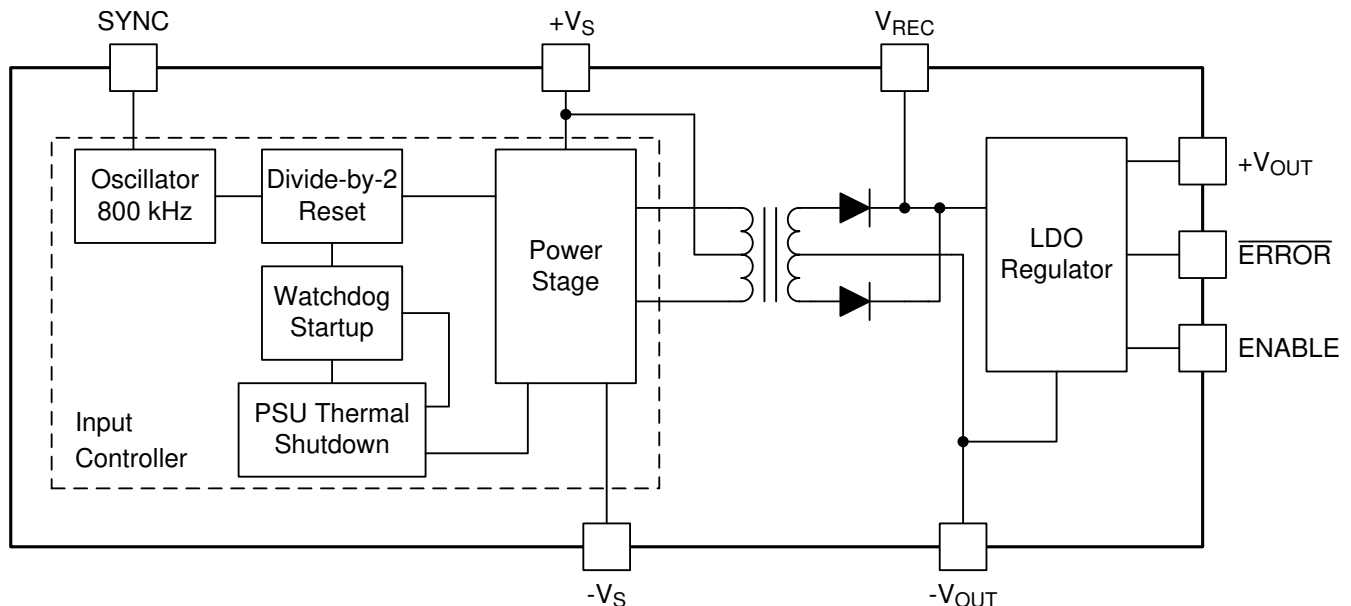 SYNC
+VS
VREC
Oscillator
800 kHz
Divide-by-2
Reset
Power
Stage
Watchdog
Startup
PSU Thermal
Shutdown
Input
Controller
LDO
Regulator
+VOUT
ERROR
ENABLE
-VS
-VOUT